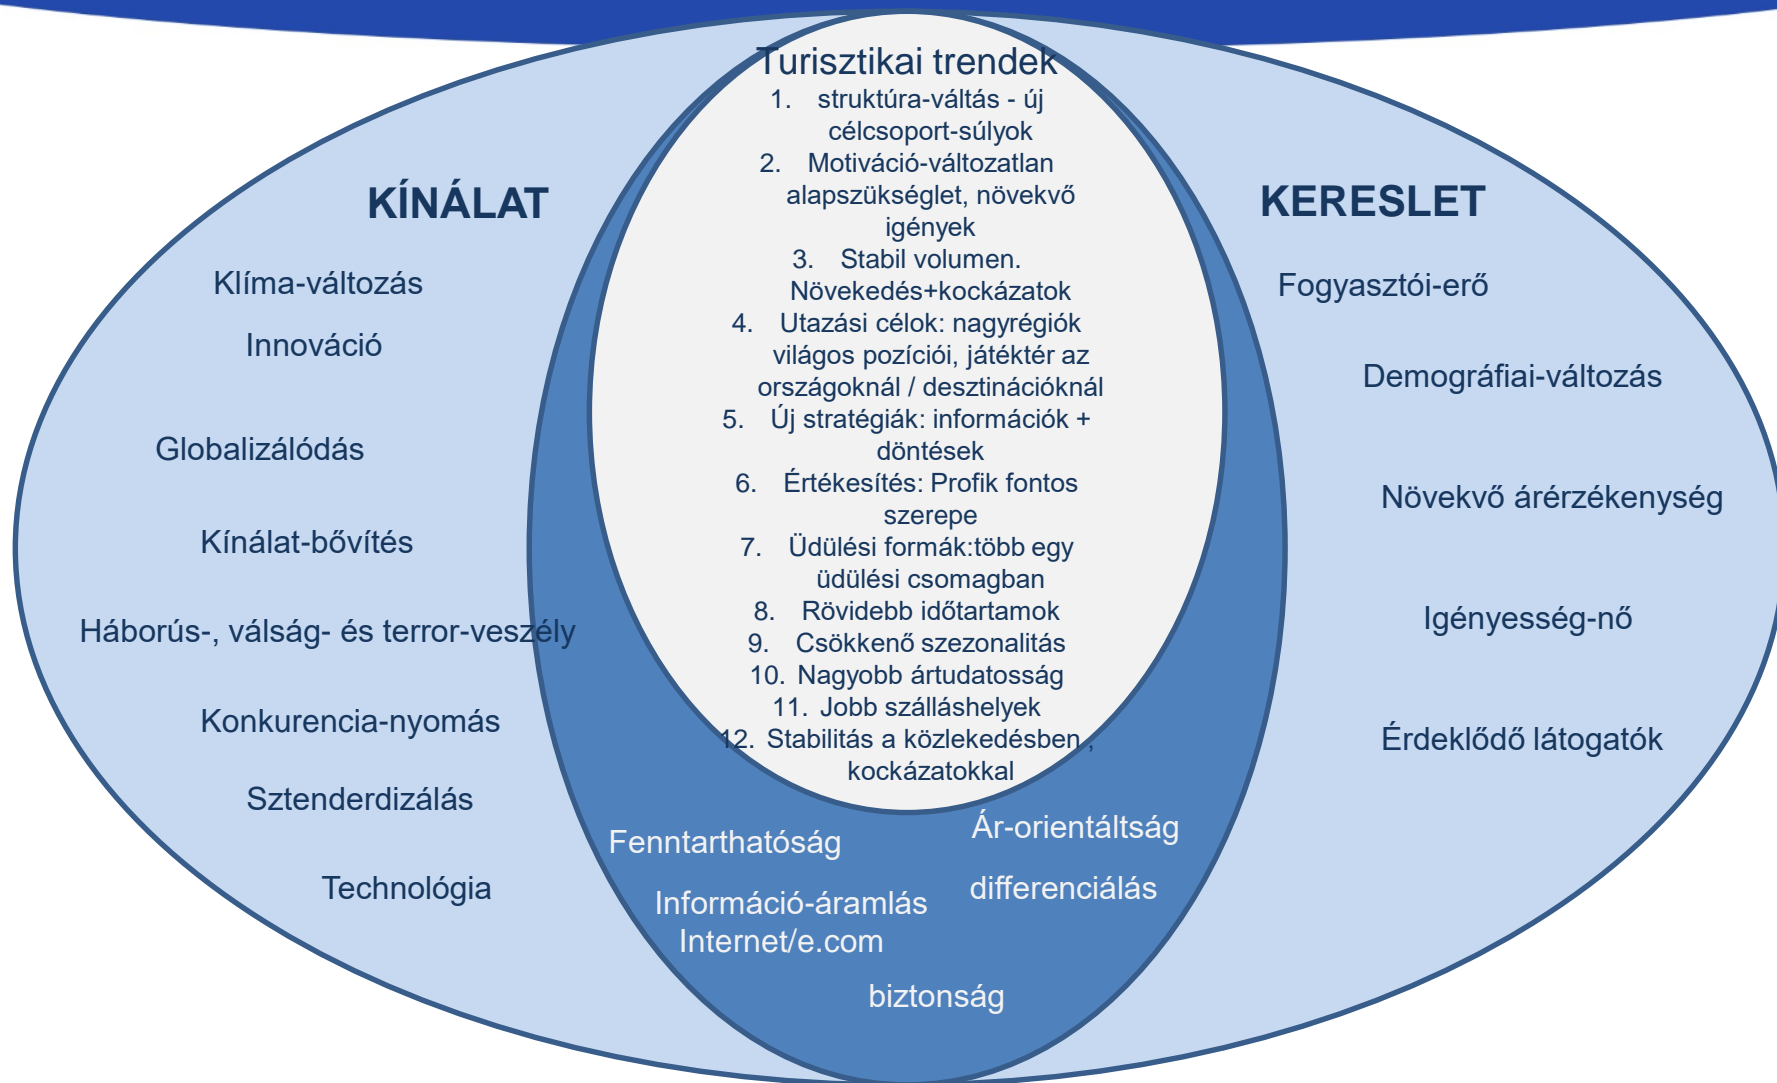 Turisztikai trendek
1. struktúra-váltás - új
célcsoport-súlyok
2. Motiváció-változatlan
alapszükséglet, növekvő
igények
3. Stabil volumen.
Növekedés+kockázatok
4. Utazási célok: nagyrégiók
világos pozíciói, játéktér az
országoknál / desztinációknál
5. Új stratégiák: információk +
döntések
6. Értékesítés: Profik fontos
szerepe
7. Üdülési formák:több egy
üdülési csomagban
8. Rövidebb időtartamok
9. Csökkenő szezonalitás
10. Nagyobb ártudatosság
11. Jobb szálláshelyek
12. Stabilitás a közlekedésben ,
kockázatokkal
KÍNÁLAT
Klíma-változás
Innováció
Globalizálódás
Kínálat-bővítés
Háborús-, válság- és terror-veszély
Konkurencia-nyomás
Sztenderdizálás
Technológia
KERESLET
Fogyasztói-erő
Demográfiai-változás
Növekvő árérzékenység
Igényesség-nő
Érdeklődő látogatók
Fenntarthatóság
Ár-orientáltság
Információ-áramlás
Internet/e.com
differenciálás
biztonság